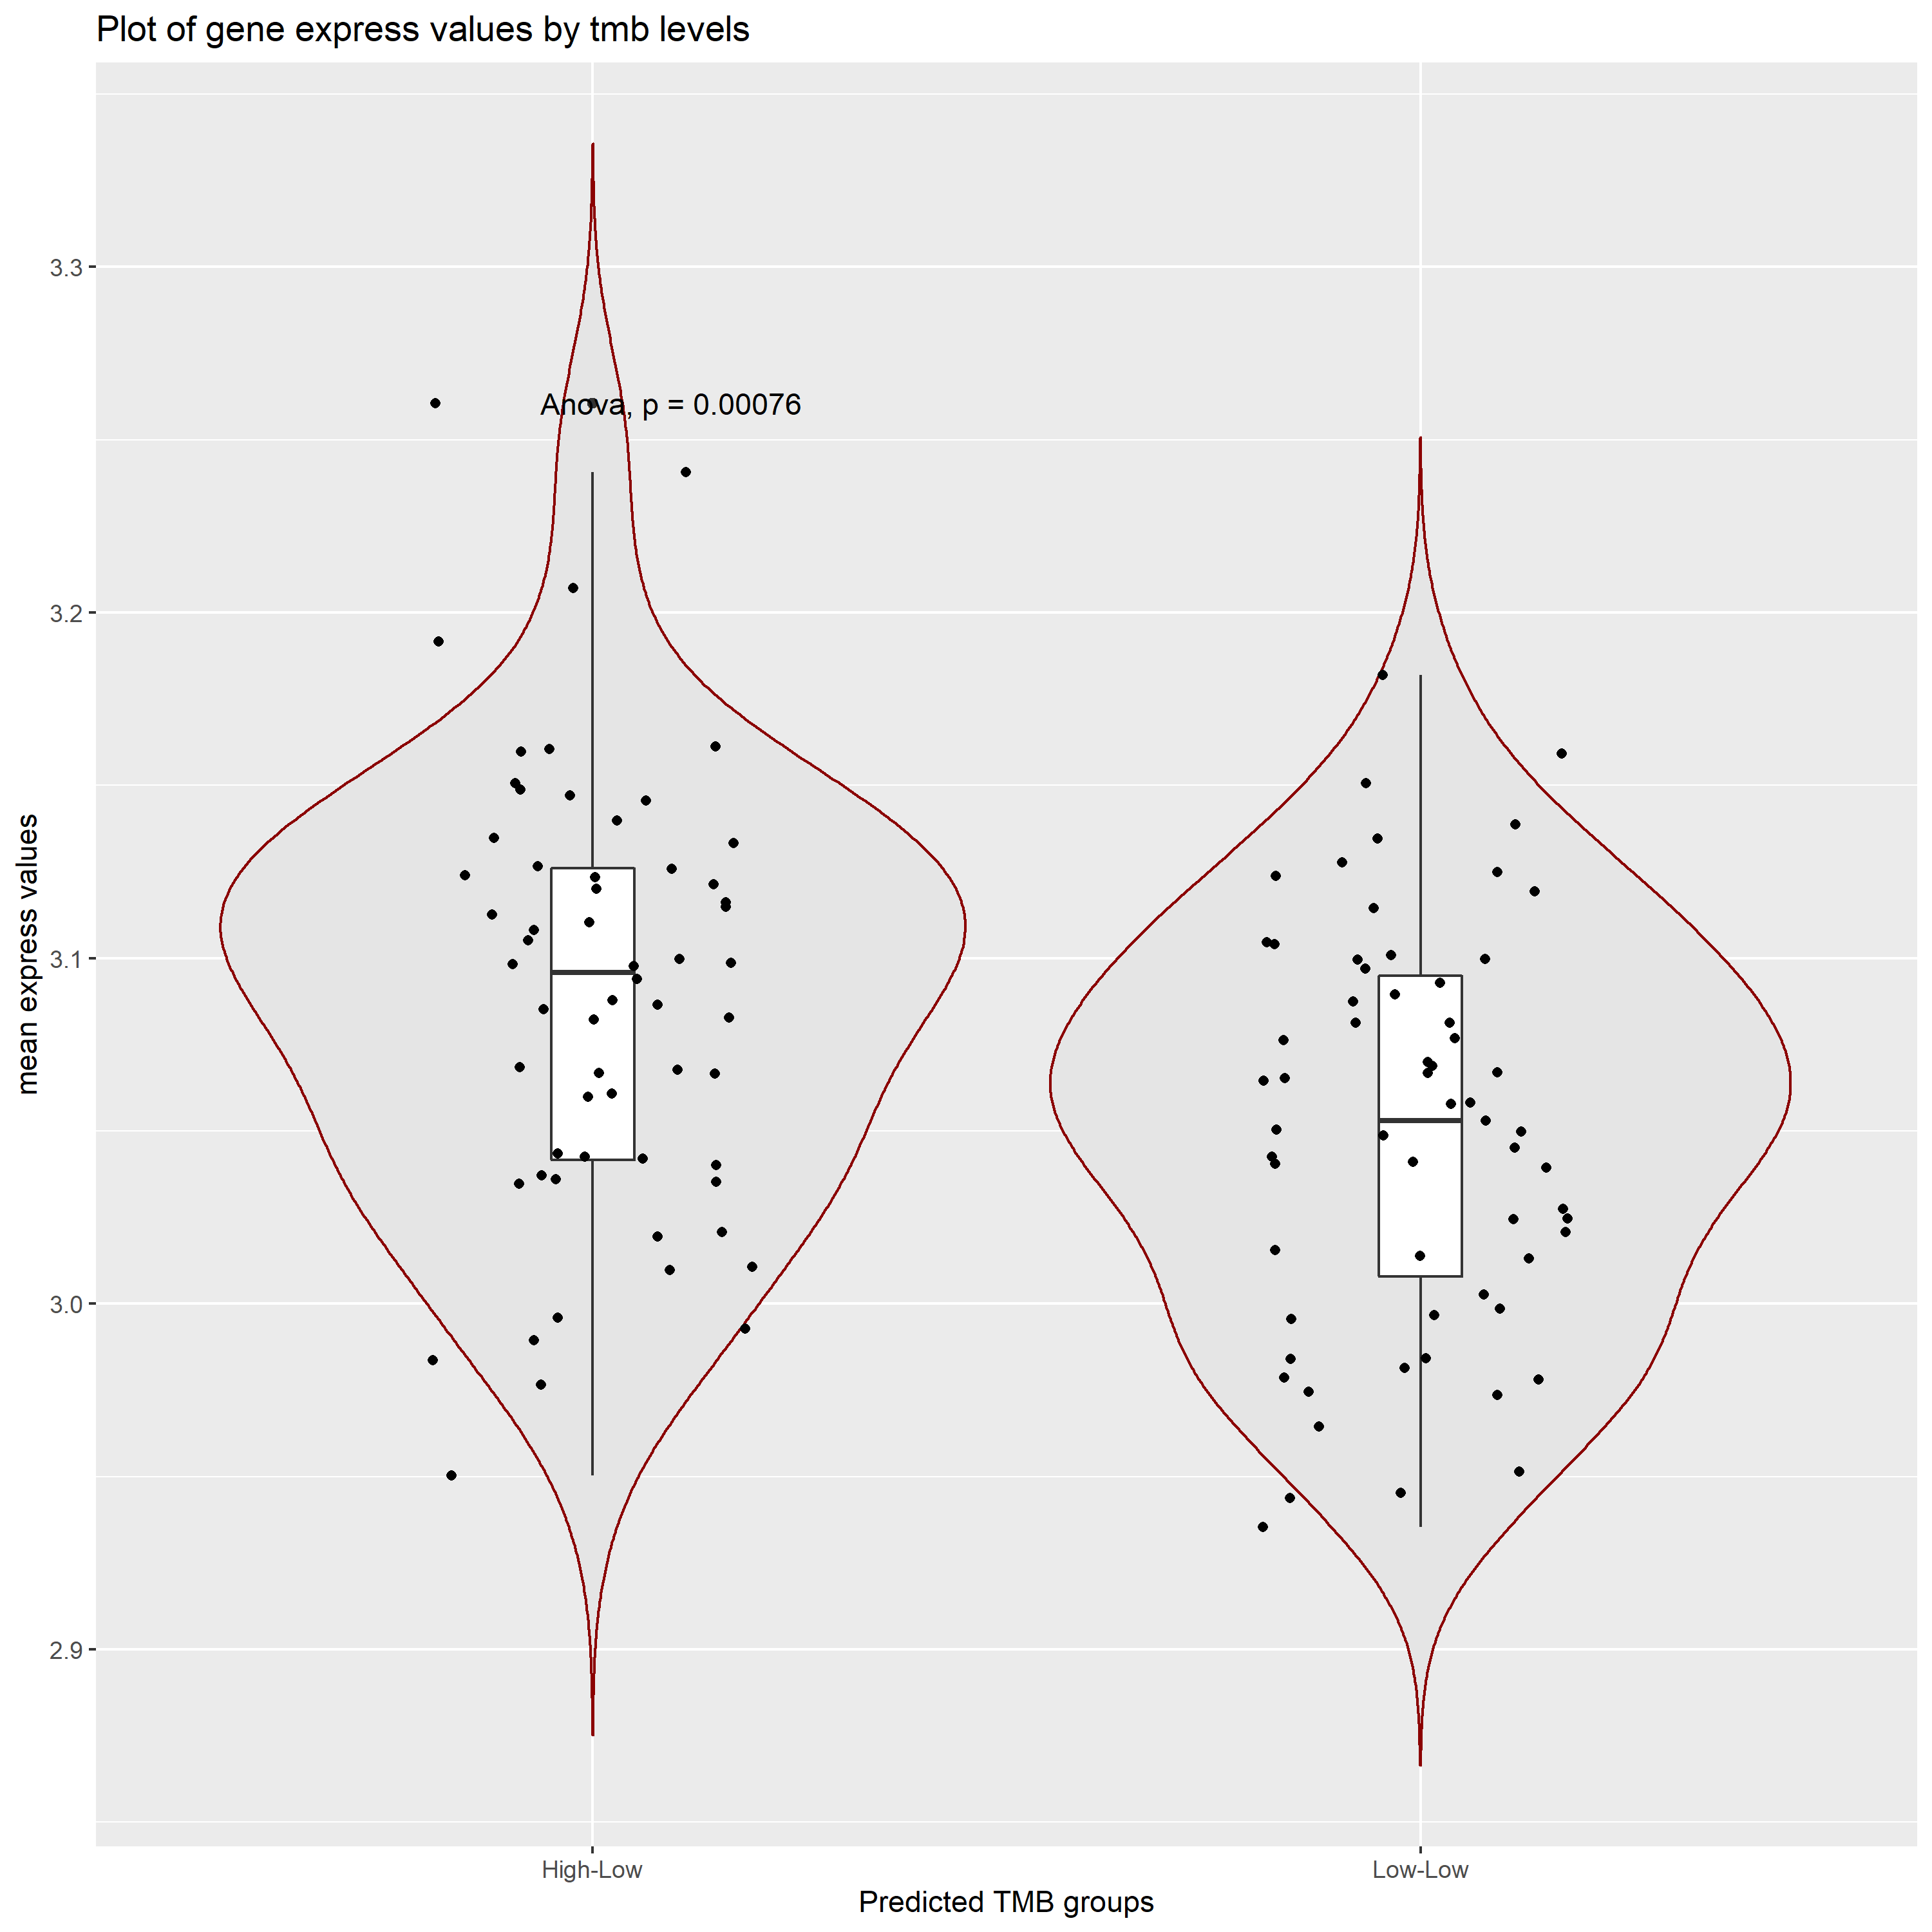 Plot of gene express values by tmb levels
Anova, p = 0.00076
mean express values
3.3
3.2
3.1
3.0
2.9
High-Low
Low-Low
Predicted TMB groups